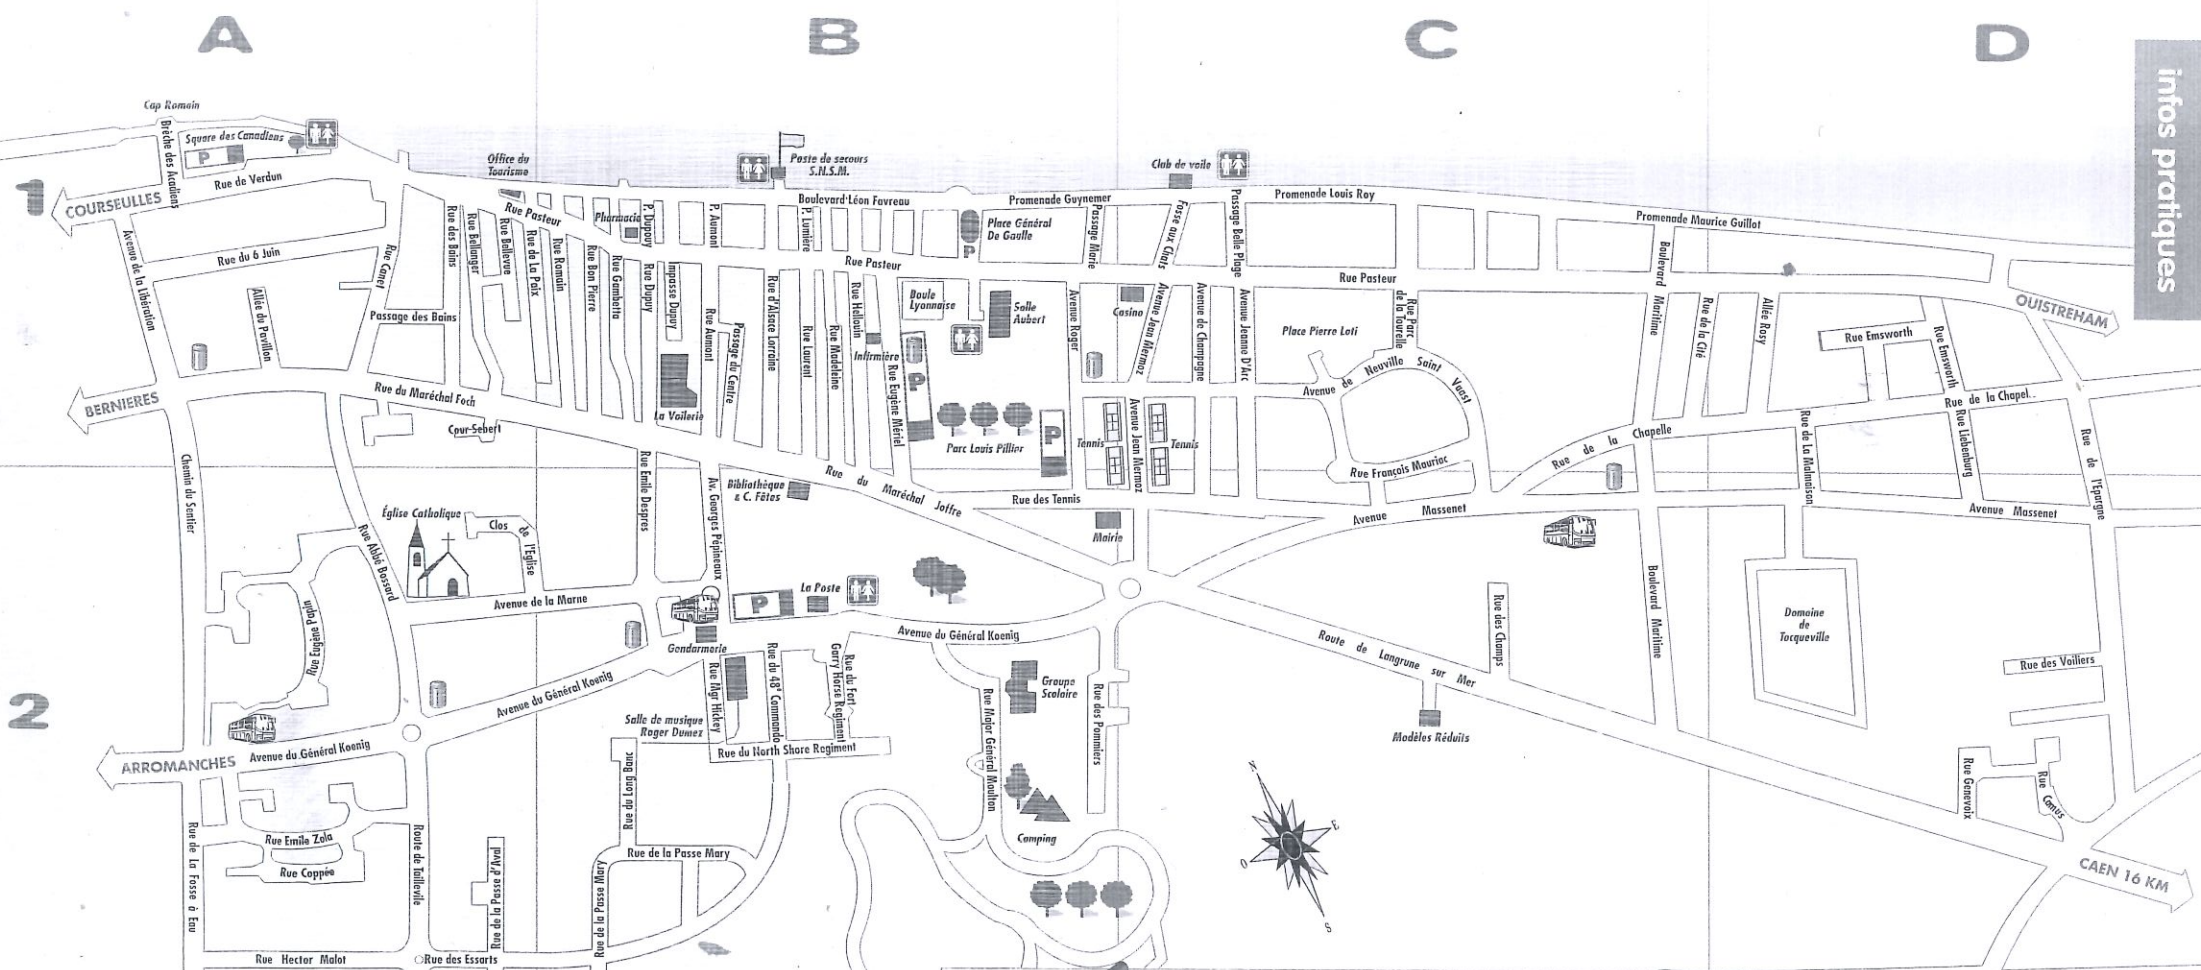 A
B
C
D
infos pratiques
1
2
Cap Romain
Brèche des Acadiens
Square des Canadiens
P
COURSEULLES
Rue de Verdun
Avenue de la Libération
Rue du 6 Juin
Rue Canet
Allée du Pavillon
Passage des Bains
BERNIERES
Rue du Maréchal Foch
Cour Sebert
Office du
Tourisme
Rue Pasteur
Rue des Bains
Rue Bellanger
Rue Bellevue
Rue de La Paix
Rue Romain
Rue Bon Pierre
Rue Gambetta
Pharmacie
P. Dupouy
Rue Dupuy
Impasse Dupuy
P. Aumont
Rue Aumont
Passage du Centre
La Voilerie
Poste de secours
S.N.S.M.
Boulevard Léon Favreau
P. Lumière
Rue Pasteur
Rue d'Alsace Lorraine
Rue Laurent
Rue Madeleine
Rue Hellouin
Infirmière
Rue Eugène Mériel
Boule
Lyonnaise
Salle
Aubert
P
P
Parc Louis Pillier
Promenade Guynemer
Place Général
De Gaulle
Passage Marie
Fosse aux Chats
Club de voile
Passage Belle Plage
Promenade Louis Roy
Avenue Roger
Casino
Avenue Jean Mermoz
Avenue de Champagne
Avenue Jeanne D'Arc
Rue Pasteur
Place Pierre Loti
Rue Parc
de la Tourelle
Avenue de Neuville Saint Vaast
Rue François Mauriac
Tennis
Avenue Jean Mermoz
Tennis
Rue des Tennis
Mairie
Avenue Massenet
Promenade Maurice Guillot
Boulevard Maritime
Rue de la Cité
Allée Rosy
OUISTREHAM
Rue Emsworth
Rue Emsworth
Rue de la Chapel..
Rue de la Chapelle
Rue de La Malmaison
Rue Liebenburg
Rue de l'Epargne
Avenue Massenet
Chemin du Sentier
Église Catholique
Clos de l'Eglise
Rue Abbé Bossard
Rue Eugène Papin
Avenue de la Marne
Rue Emile Despres
Av. Georges Pépineaux
Bibliothèque
& C. Fêtes
Rue du Maréchal Joffre
P
La Poste
Gendarmerie
Avenue du Général Koenig
Avenue du Général Koenig
Avenue du Général Koenig
ARROMANCHES
Salle de musique
Roger Dumez
Rue Mgr Hickey
Rue du 48e Commando
Rue du Fort
Garry Horse Regiment
Rue du North Shore Regiment
Groupe
Scolaire
Rue Major Général Moulton
Rue des Pommiers
Camping
Route de Langrune sur Mer
Rue des Champs
Modèles Réduits
Boulevard Maritime
Domaine
de
Tocqueville
Rue des Voiliers
Rue Genevoix
Rue Camus
CAEN 16 KM
Rue de La Fosse à Eau
Rue Emile Zola
Rue Coppée
Route de Tailleville
Rue de la Passe d'Aval
Rue du Long Banc
Rue de la Passe Mary
Rue de la Passe Mary
Rue Hector Malot
Rue des Essarts
N
E
O
S